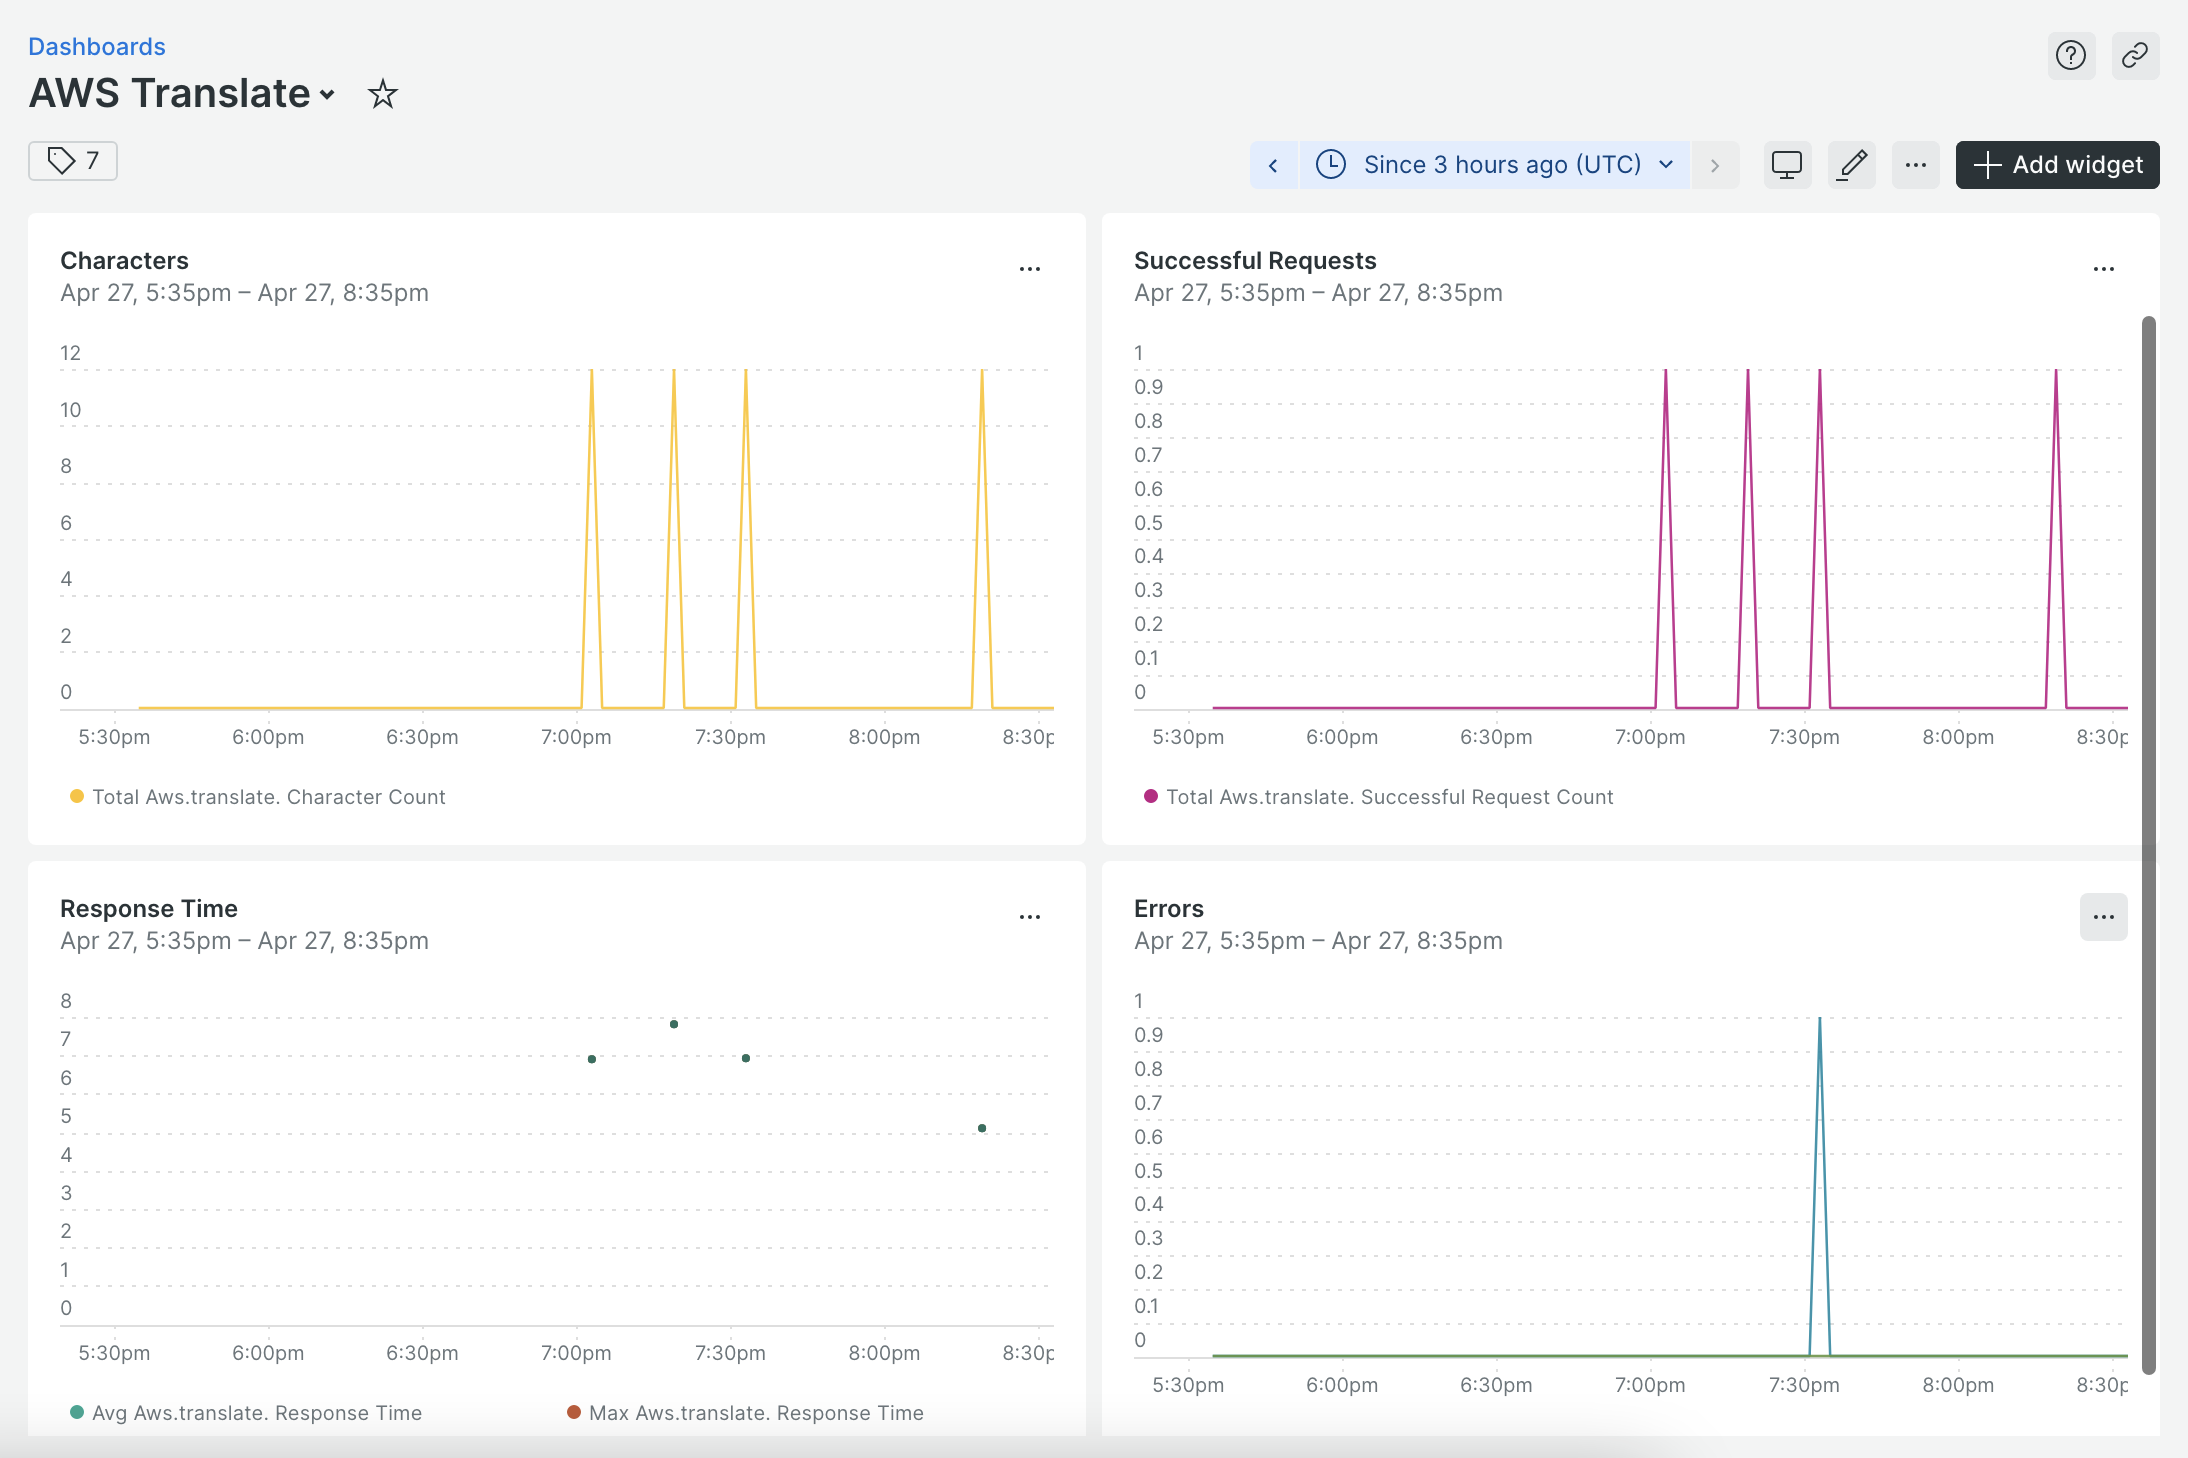 Dashboards
AWS Translate
7
Since 3 hours ago (UTC)
Add widget
Characters
Apr 27, 5:35pm – Apr 27, 8:35pm
12
10
8
6
4
2
0
5:30pm 6:00pm 6:30pm 7:00pm 7:30pm 8:00pm 8:30p
Total Aws.translate. Character Count
Successful Requests
Apr 27, 5:35pm – Apr 27, 8:35pm
1
0.9
0.8
0.7
0.6
0.5
0.4
0.3
0.2
0.1
0
5:30pm 6:00pm 6:30pm 7:00pm 7:30pm 8:00pm 8:30p
Total Aws.translate. Successful Request Count
Response Time
Apr 27, 5:35pm – Apr 27, 8:35pm
8
7
6
5
4
3
2
1
0
5:30pm 6:00pm 6:30pm 7:00pm 7:30pm 8:00pm 8:30p
Avg Aws.translate. Response Time Max Aws.translate. Response Time
Errors
Apr 27, 5:35pm – Apr 27, 8:35pm
1
0.9
0.8
0.7
0.6
0.5
0.4
0.3
0.2
0.1
0
5:30pm 6:00pm 6:30pm 7:00pm 7:30pm 8:00pm 8:30p